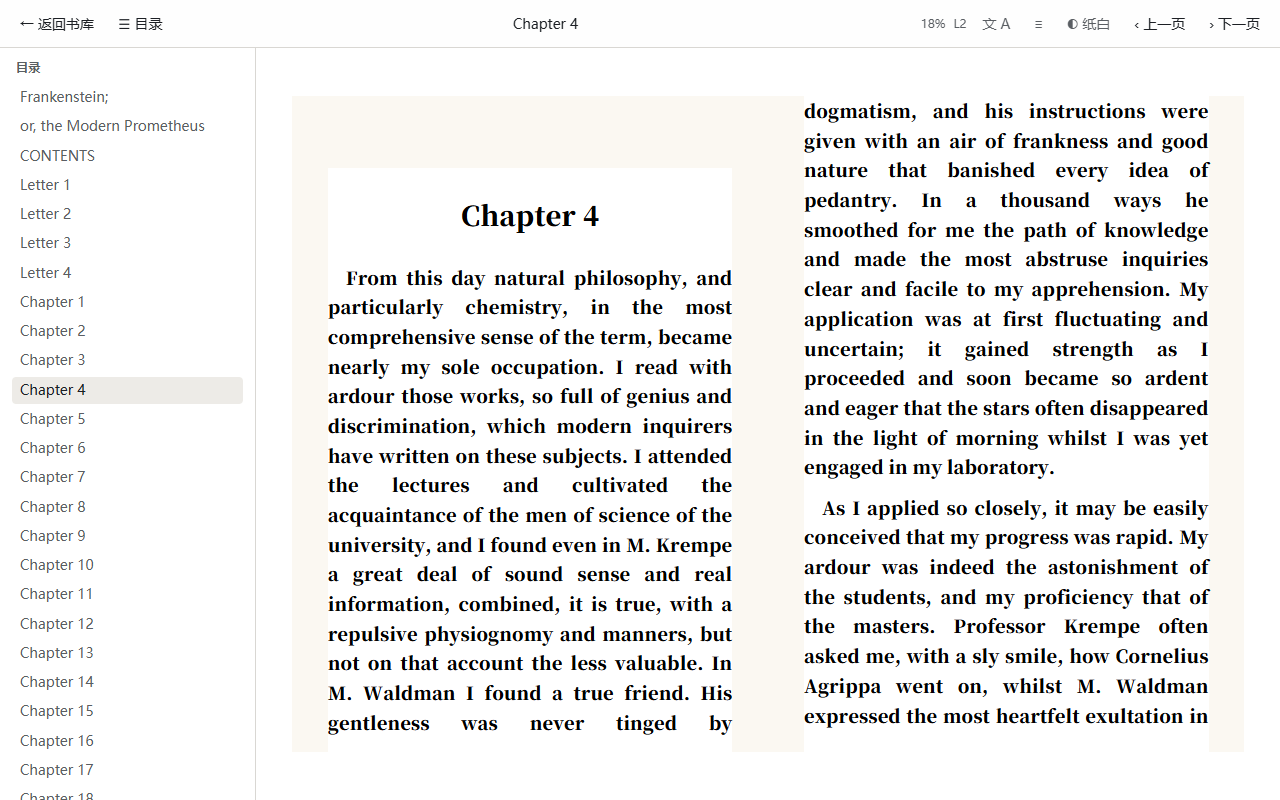 ← 返回书库 ☰ 目录 Chapter 4 18% L2 文 A ≡ ◐ 纸白 ‹ 上一页 › 下一页
目录
Frankenstein;
or, the Modern Prometheus
CONTENTS
Letter 1
Letter 2
Letter 3
Letter 4
Chapter 1
Chapter 2
Chapter 3
Chapter 4
Chapter 5
Chapter 6
Chapter 7
Chapter 8
Chapter 9
Chapter 10
Chapter 11
Chapter 12
Chapter 13
Chapter 14
Chapter 15
Chapter 16
Chapter 17
Chapter 18
Chapter 4
From this day natural philosophy, and
particularly chemistry, in the most
comprehensive sense of the term, became
nearly my sole occupation. I read with
ardour those works, so full of genius and
discrimination, which modern inquirers
have written on these subjects. I attended
the lectures and cultivated the
acquaintance of the men of science of the
university, and I found even in M. Krempe
a great deal of sound sense and real
information, combined, it is true, with a
repulsive physiognomy and manners, but
not on that account the less valuable. In
M. Waldman I found a true friend. His
gentleness was never tinged by
dogmatism, and his instructions were
given with an air of frankness and good
nature that banished every idea of
pedantry. In a thousand ways he
smoothed for me the path of knowledge
and made the most abstruse inquiries
clear and facile to my apprehension. My
application was at first fluctuating and
uncertain; it gained strength as I
proceeded and soon became so ardent
and eager that the stars often disappeared
in the light of morning whilst I was yet
engaged in my laboratory.
As I applied so closely, it may be easily
conceived that my progress was rapid. My
ardour was indeed the astonishment of
the students, and my proficiency that of
the masters. Professor Krempe often
asked me, with a sly smile, how Cornelius
Agrippa went on, whilst M. Waldman
expressed the most heartfelt exultation in